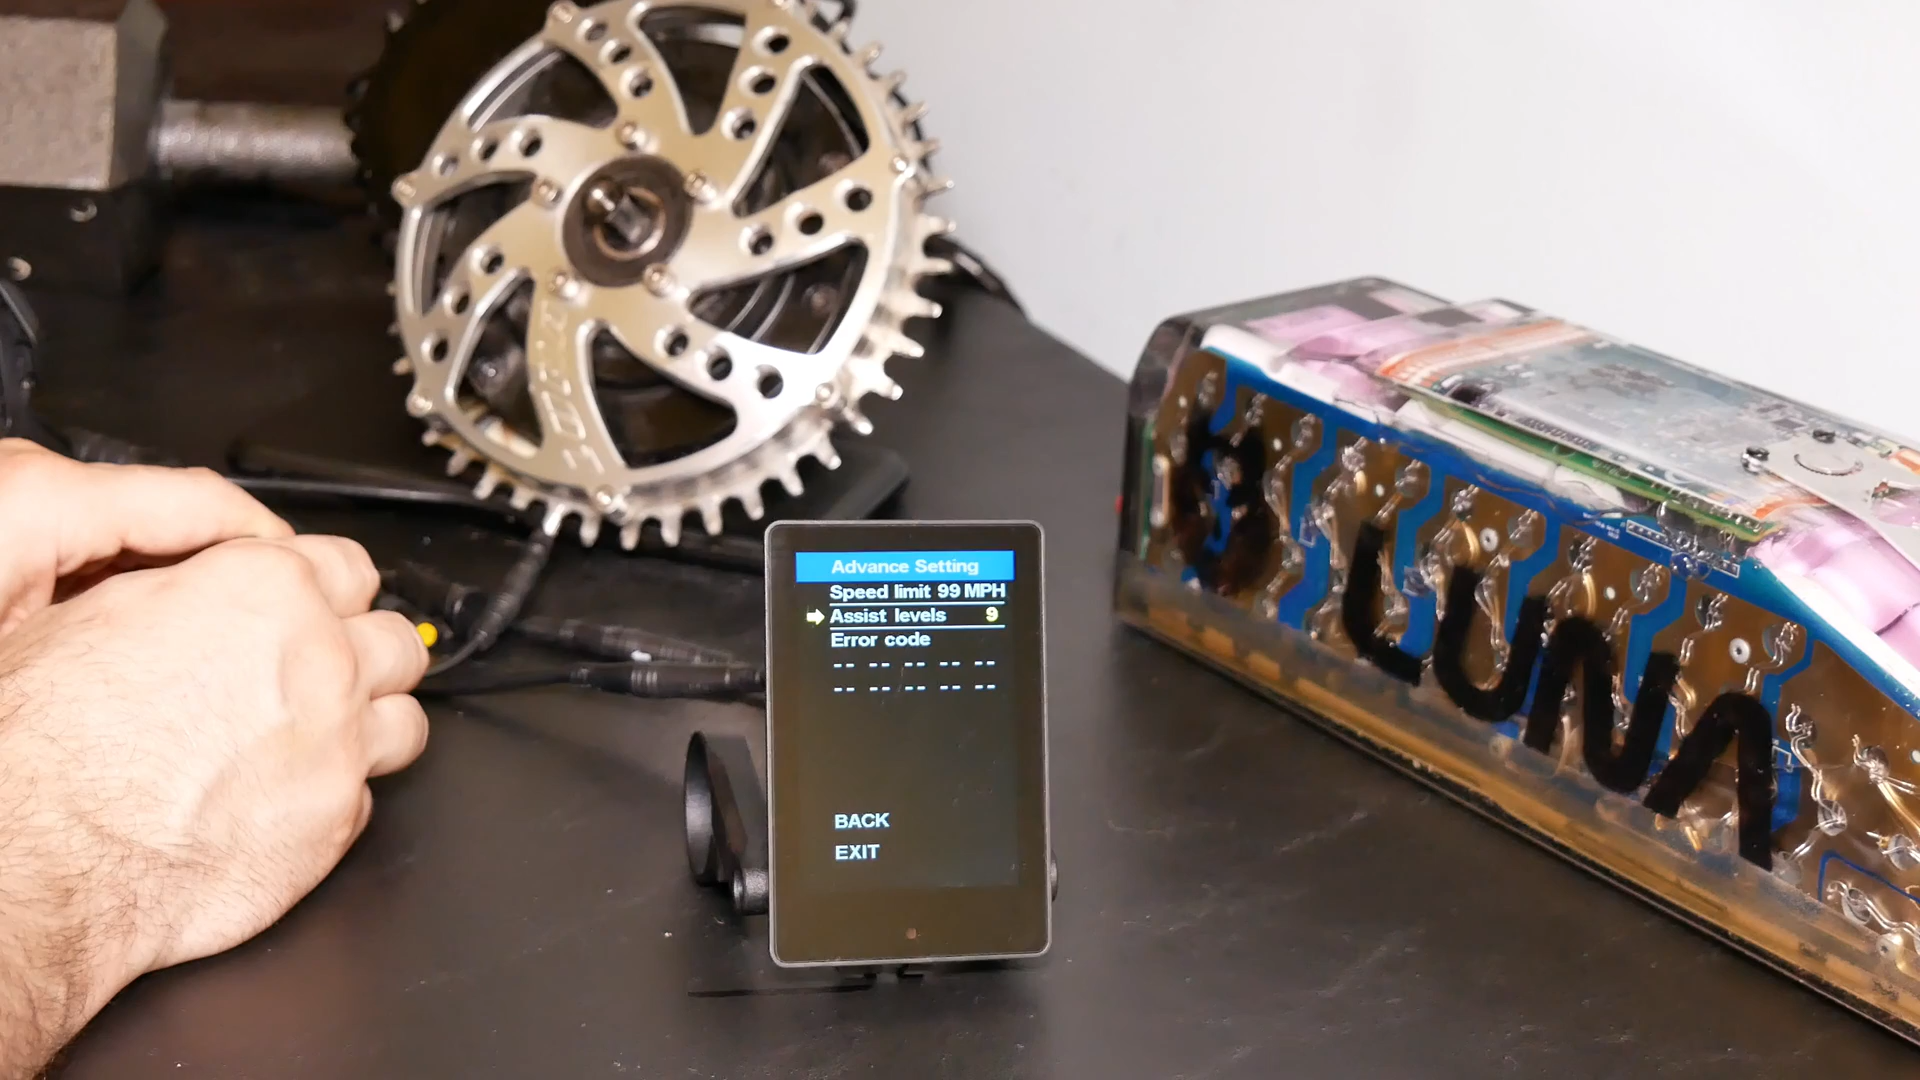 Advance Setting
Speed limit 99 MPH
Assist levels 9
Error code
-- -- -- -- --
-- -- -- -- --
BACK
EXIT
LUNA